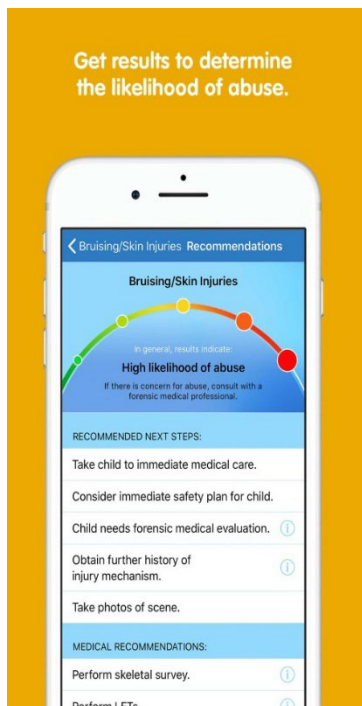 Get results to determine
the likelihood of abuse.
Bruising/Skin Injuries Recommendations
Bruising/Skin Injuries
In general, results indicate:
High likelihood of abuse
If there is concern for abuse, consult with a
forensic medical professional.
RECOMMENDED NEXT STEPS:
Take child to immediate medical care.
Consider immediate safety plan for child.
Child needs forensic medical evaluation.
Obtain further history of
injury mechanism.
Take photos of scene.
MEDICAL RECOMMENDATIONS:
Perform skeletal survey.
Perform LFTs